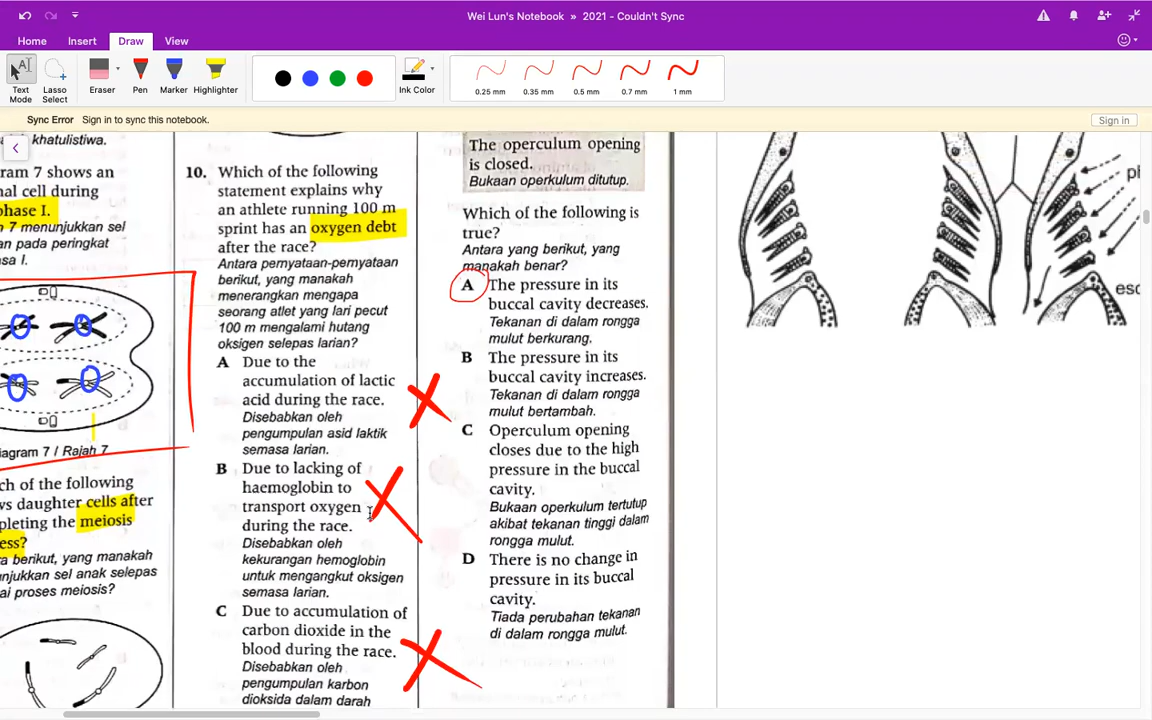 Wei Lun's Notebook » 2021 - Couldn't Sync
Home
Insert
Draw
View
Text Mode
Lasso Select
Eraser
Pen
Marker
Highlighter
Ink Color
0.25 mm
0.35 mm
0.5 mm
0.7 mm
1 mm
Sync Error Sign in to sync this notebook.
Sign in
khatulistiwa.
ram 7 shows an
al cell during
phase I.
7 menunjukkan sel
an pada peringkat
sa I.
iagram 7 / Rajah 7
ch of the following
ws daughter cells after
pleting the meiosis
ess?
a berikut, yang manakah
njukkan sel anak selepas
ai proses meiosis?
10. Which of the following
statement explains why
an athlete running 100 m
sprint has an oxygen debt
after the race?
Antara pernyataan-pernyataan
berikut, yang manakah
menerangkan mengapa
seorang atlet yang lari pecut
100 m mengalami hutang
oksigen selepas larian?
A Due to the
accumulation of lactic
acid during the race.
Disebabkan oleh
pengumpulan asid laktik
semasa larian.
B Due to lacking of
haemoglobin to
transport oxygen
during the race.
Disebabkan oleh
kekurangan hemoglobin
untuk mengangkut oksigen
semasa larian.
C Due to accumulation of
carbon dioxide in the
blood during the race.
Disebabkan oleh
pengumpulan karbon
dioksida dalam darah
The operculum opening
is closed.
Bukaan operkulum ditutup.
Which of the following is
true?
Antara yang berikut, yang
manakah benar?
A The pressure in its
buccal cavity decreases.
Tekanan di dalam rongga
mulut berkurang.
B The pressure in its
buccal cavity increases.
Tekanan di dalam rongga
mulut bertambah.
C Operculum opening
closes due to the high
pressure in the buccal
cavity.
Bukaan operkulum tertutup
akibat tekanan tinggi dalam
rongga mulut.
D There is no change in
pressure in its buccal
cavity.
Tiada perubahan tekanan
di dalam rongga mulut.
ph
eso